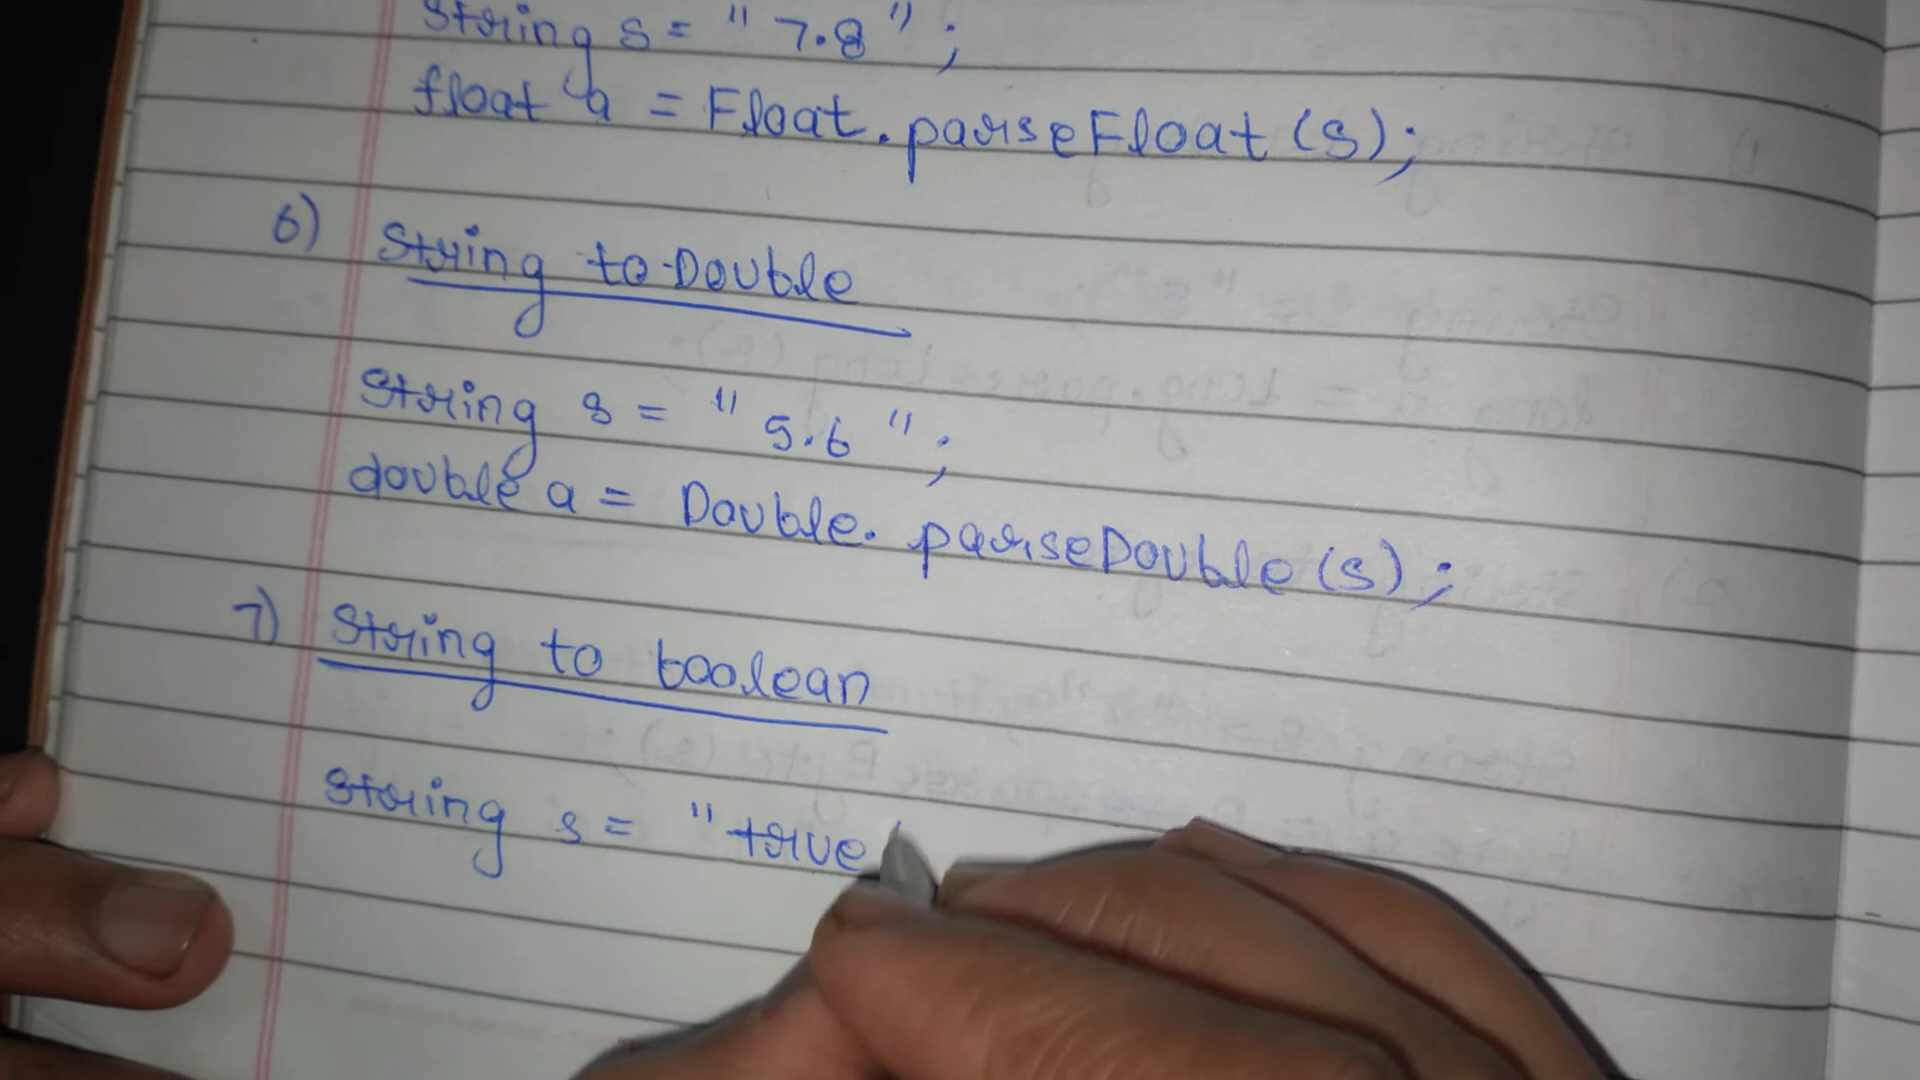 String s = " 7.8 ";
float a = Float.parseFloat(s);
6) String to Double
String s = " 5.6 ";
double a = Double.parseDouble(s);
7) String to boolean
String s = "true'